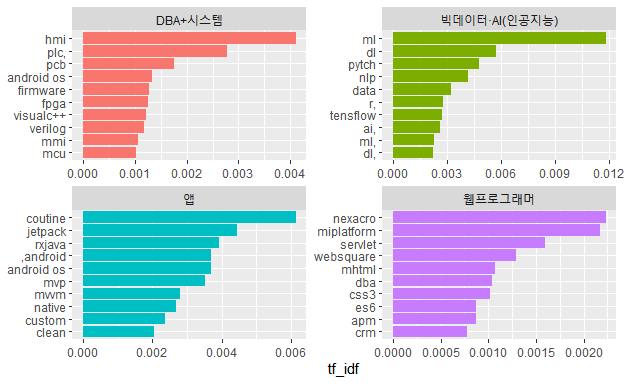 DBA+시스템
hmi
plc,
pcb
android os
firmware
fpga
visualc++
verilog
mmi
mcu
0.000 0.001 0.002 0.003 0.004
빅데이터·AI(인공지능)
ml
dl
pytch
nlp
data
r,
tensflow
ai,
ml,
dl,
0.000 0.003 0.006 0.009 0.012
앱
coutine
jetpack
rxjava
,android
android os
mvp
mwm
native
custom
clean
0.000 0.002 0.004 0.006
웹프로그래머
nexacro
miplatform
servlet
websquare
mhtml
dba
css3
es6
apm
crm
0.0000 0.0005 0.0010 0.0015 0.0020
tf_idf